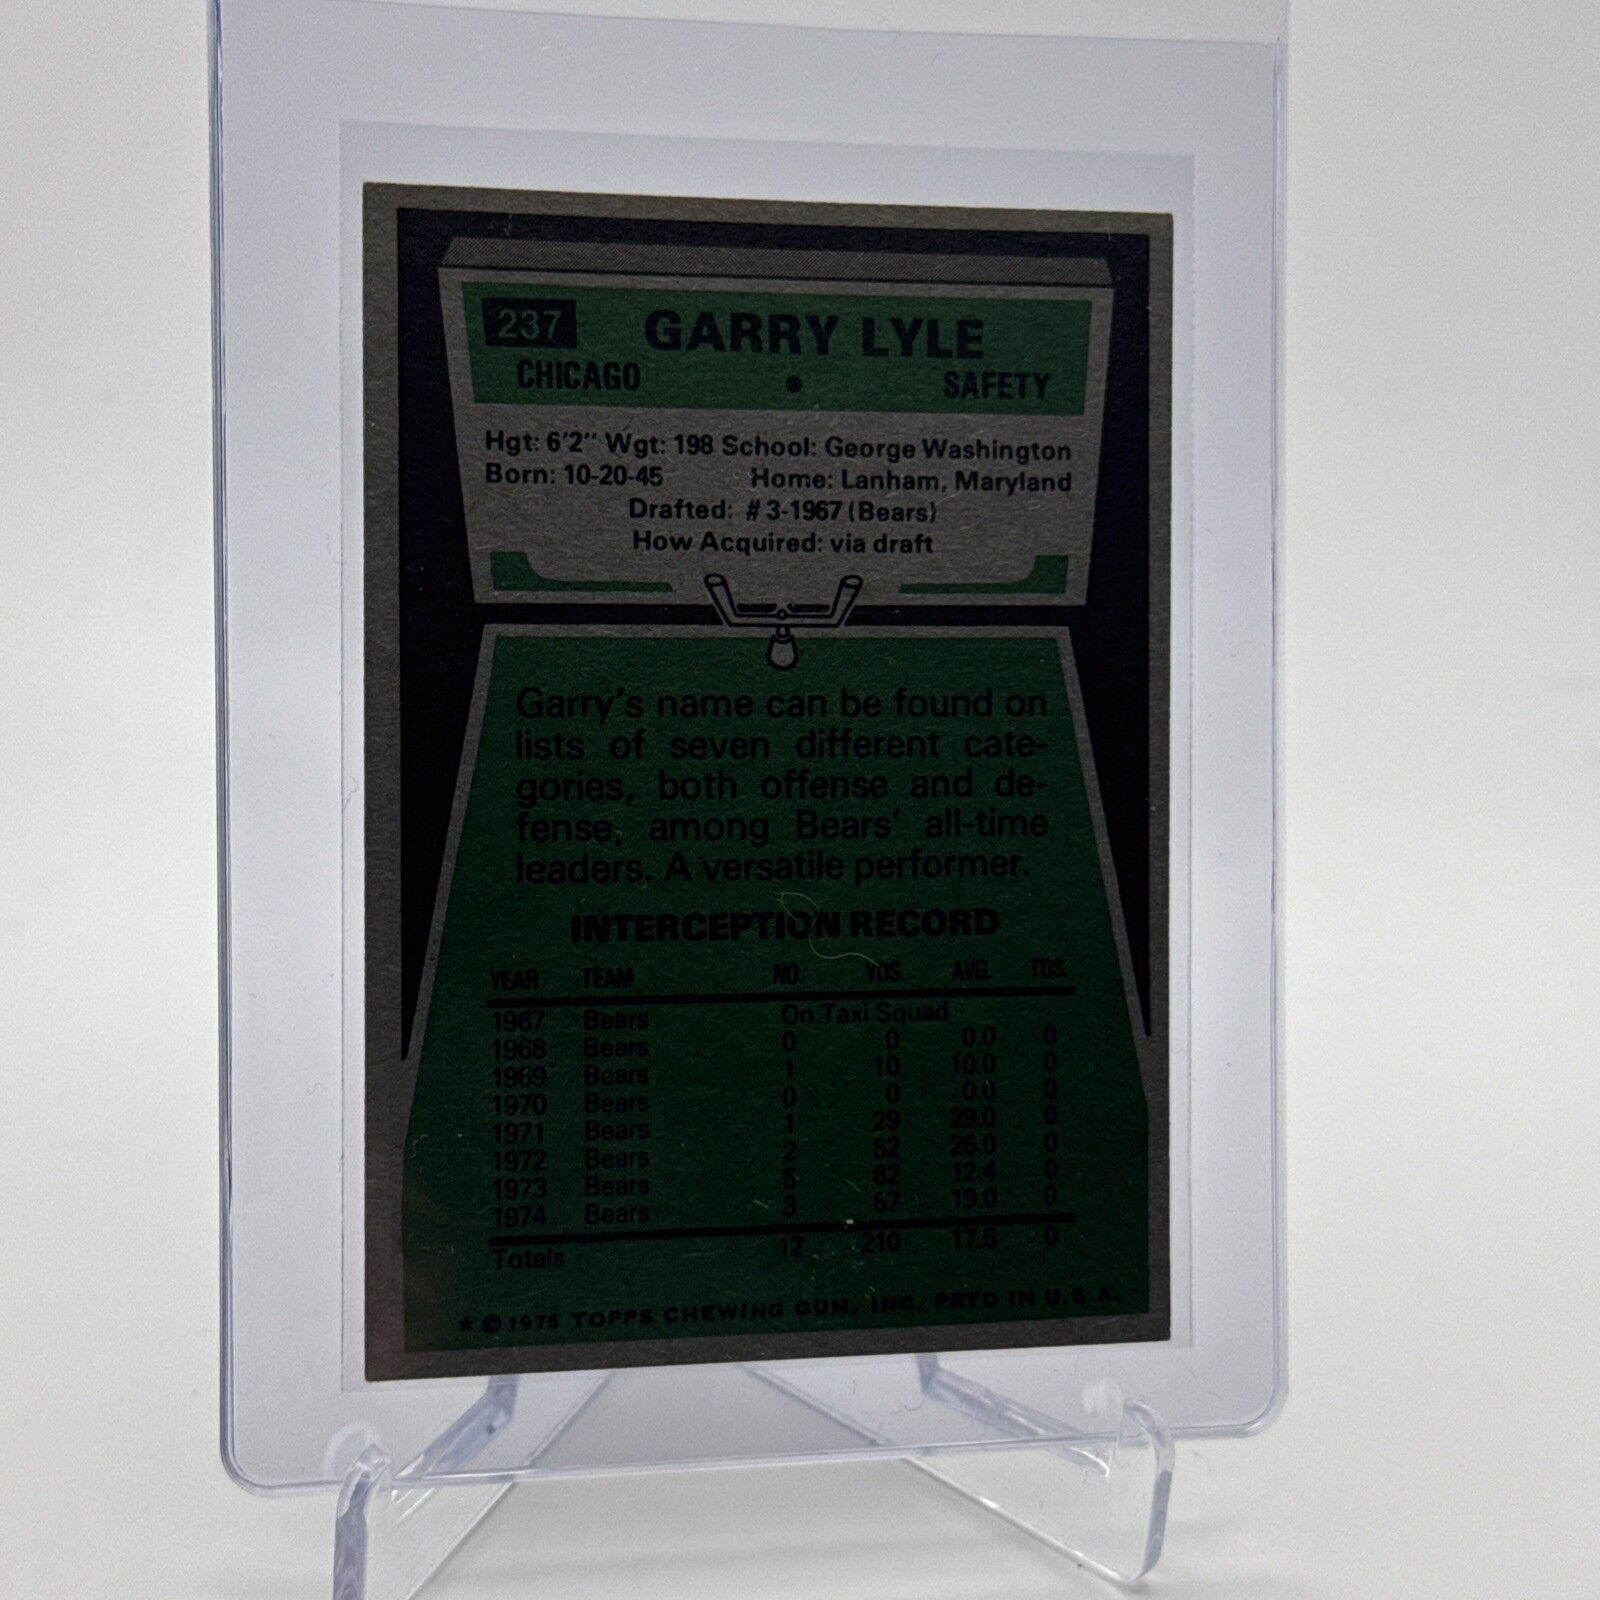 237 GARRY LYLE
CHICAGO • SAFETY
Hgt: 6'2" Wgt: 198 School: George Washington
Born: 10-20-45 Home: Lanham, Maryland
Drafted: #3-1967 (Bears)
How Acquired: via draft
Garry's name can be found on
lists of seven different cate-
gories, both offense and de-
fense, among Bears' all-time
leaders. A versatile performer.
INTERCEPTION RECORD
YEAR TEAM NO. YDS. AVG. TDS.
1967 Bears On Taxi Squad
1968 Bears 0 0 0.0 0
1969 Bears 1 10 10.0 0
1970 Bears 0 0 0.0 0
1971 Bears 1 29 29.0 0
1972 Bears 2 52 26.0 0
1973 Bears 5 62 12.4 0
1974 Bears 3 57 19.0 0
Totals 12 210 17.5 0
* © 1975 TOPPS CHEWING GUM, INC. PRTD IN U.S.A.